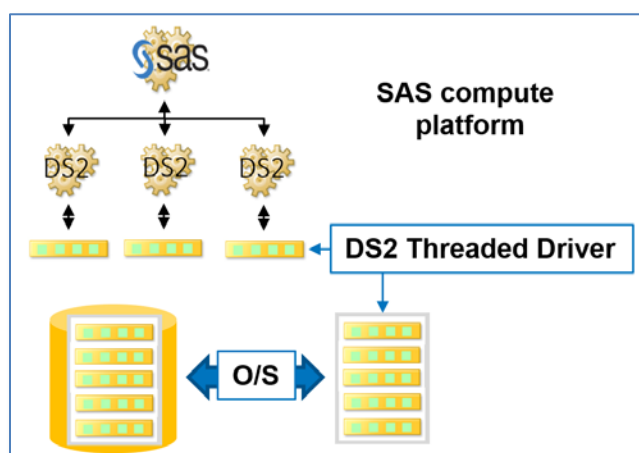 sas
SAS compute
platform
DS2 DS2 DS2
DS2 Threaded Driver
O/S